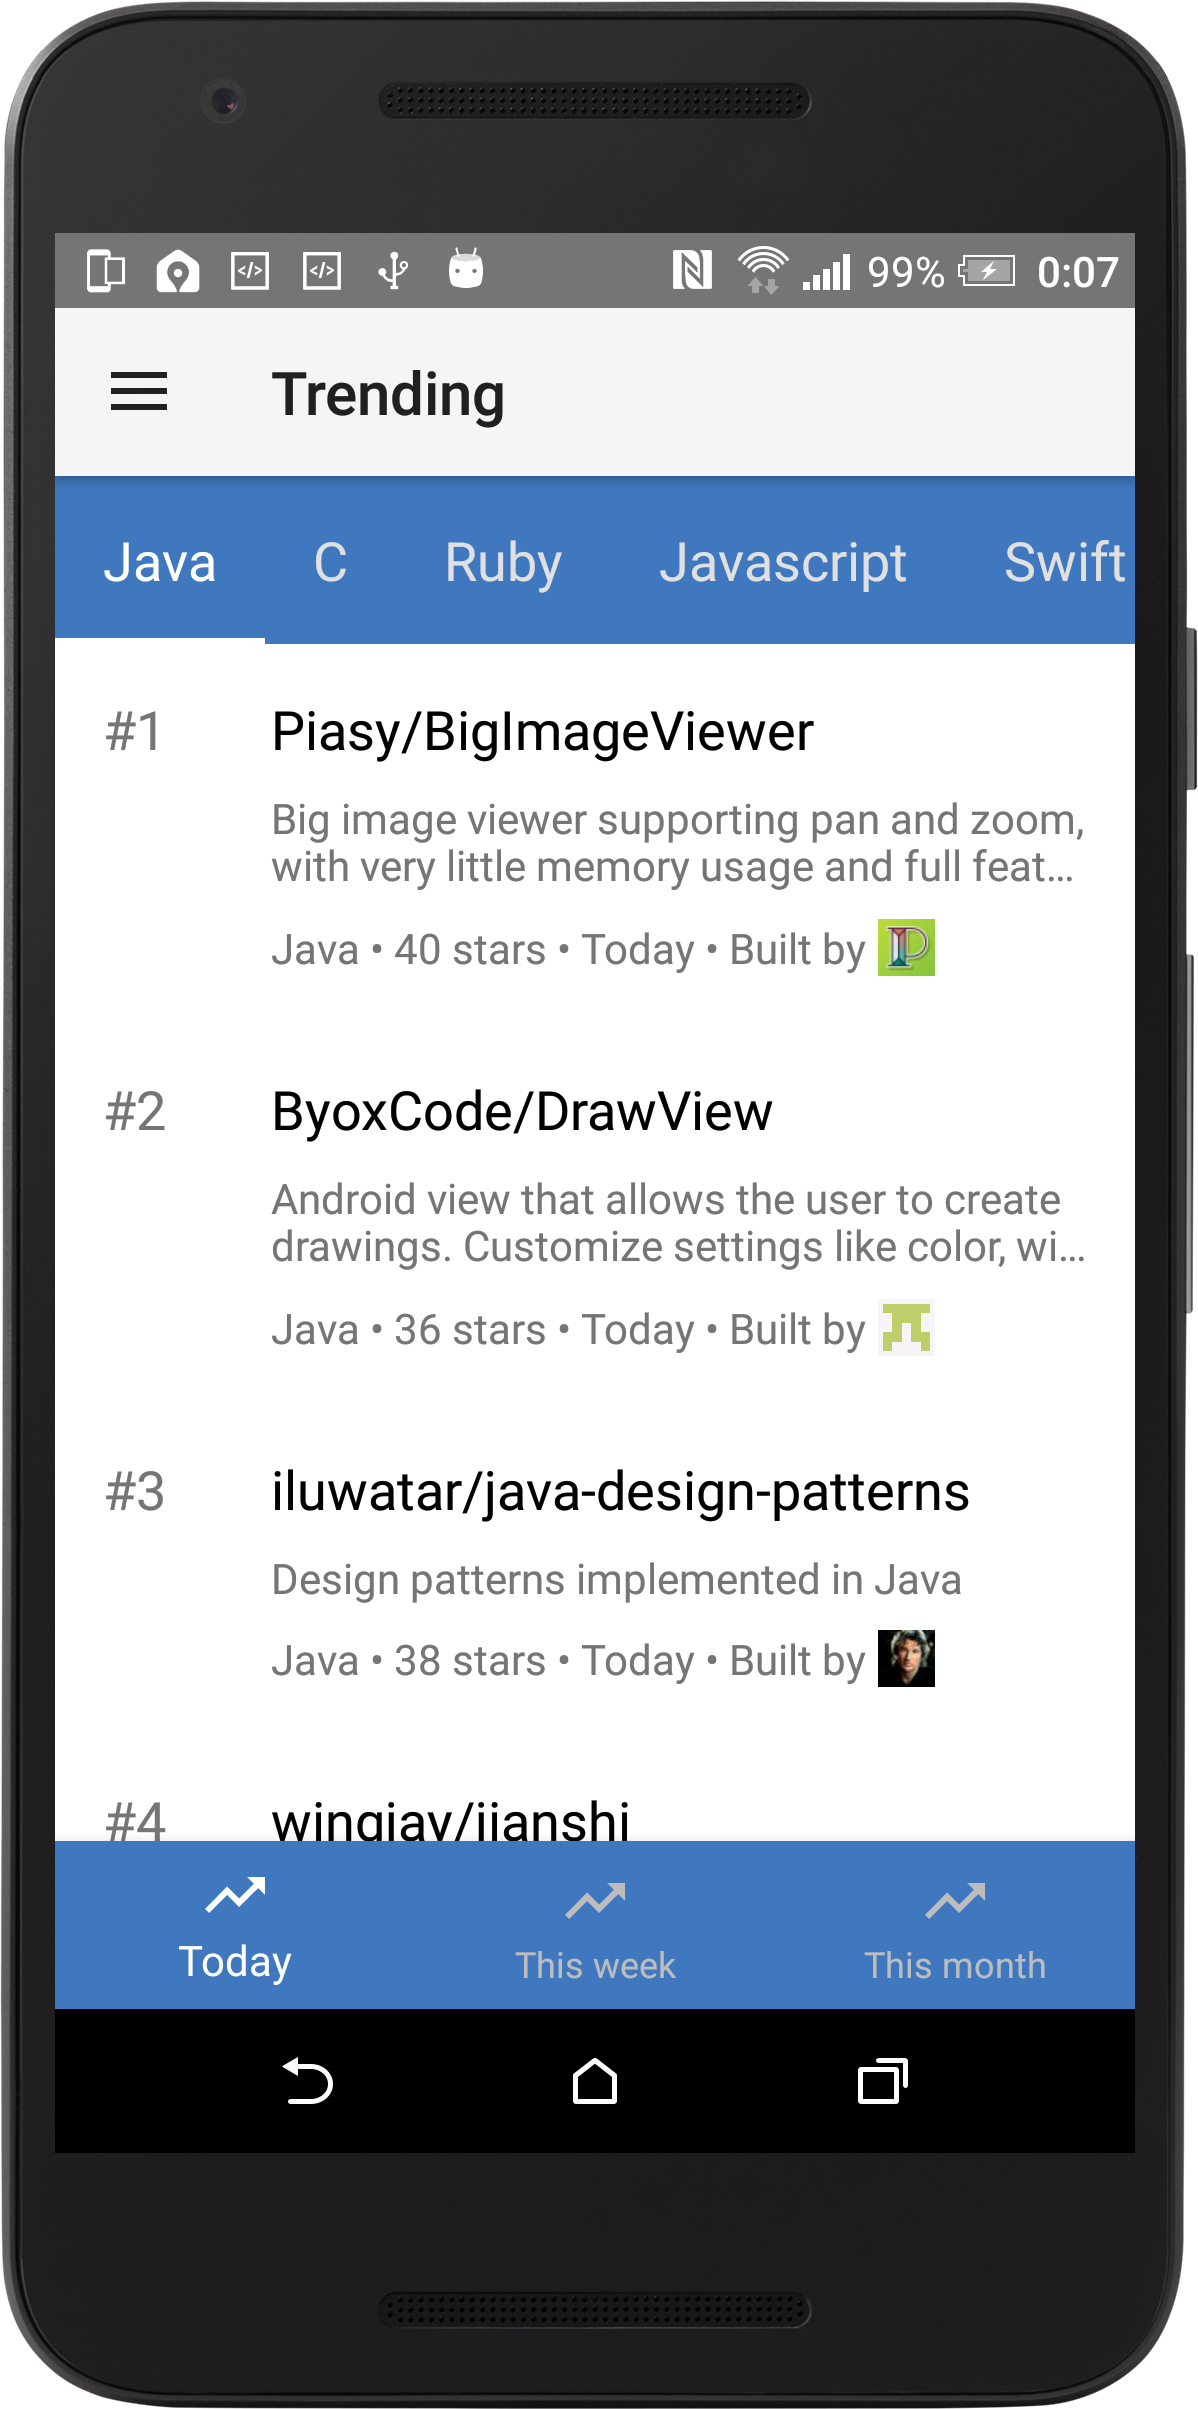 99% 0:07
Trending
Java C Ruby Javascript Swift
#1 Piasy/BigImageViewer
Big image viewer supporting pan and zoom,
with very little memory usage and full feat...
Java • 40 stars • Today • Built by
#2 ByoxCode/DrawView
Android view that allows the user to create
drawings. Customize settings like color, wi...
Java • 36 stars • Today • Built by
#3 iluwatar/java-design-patterns
Design patterns implemented in Java
Java • 38 stars • Today • Built by
#4 wingjay/jianshi
Today This week This month